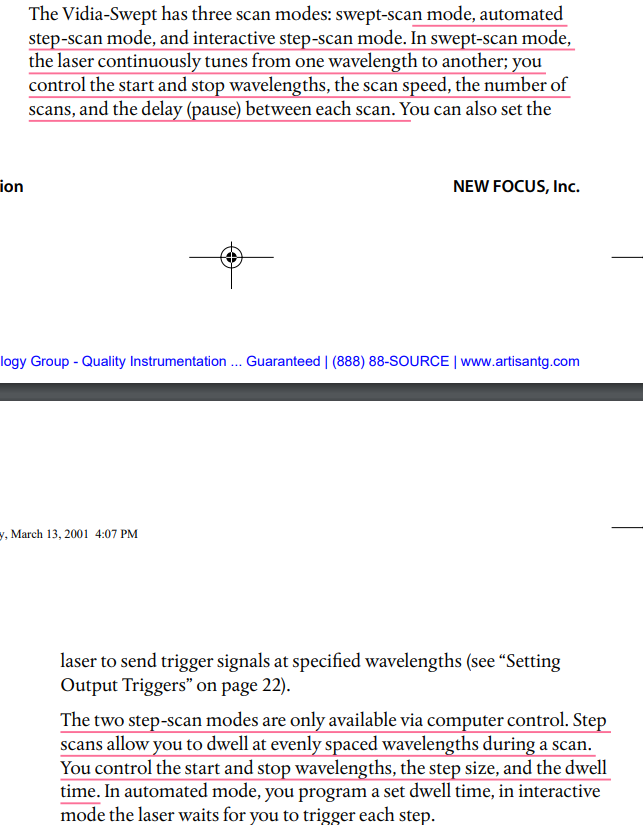 The Vidia-Swept has three scan modes: swept-scan mode, automated
step-scan mode, and interactive step-scan mode. In swept-scan mode,
the laser continuously tunes from one wavelength to another; you
control the start and stop wavelengths, the scan speed, the number of
scans, and the delay (pause) between each scan. You can also set the
ion
NEW FOCUS, Inc.
logy Group - Quality Instrumentation ... Guaranteed | (888) 88-SOURCE | www.artisantg.com
y, March 13, 2001 4:07 PM
laser to send trigger signals at specified wavelengths (see “Setting
Output Triggers” on page 22).
The two step-scan modes are only available via computer control. Step
scans allow you to dwell at evenly spaced wavelengths during a scan.
You control the start and stop wavelengths, the step size, and the dwell
time. In automated mode, you program a set dwell time, in interactive
mode the laser waits for you to trigger each step.